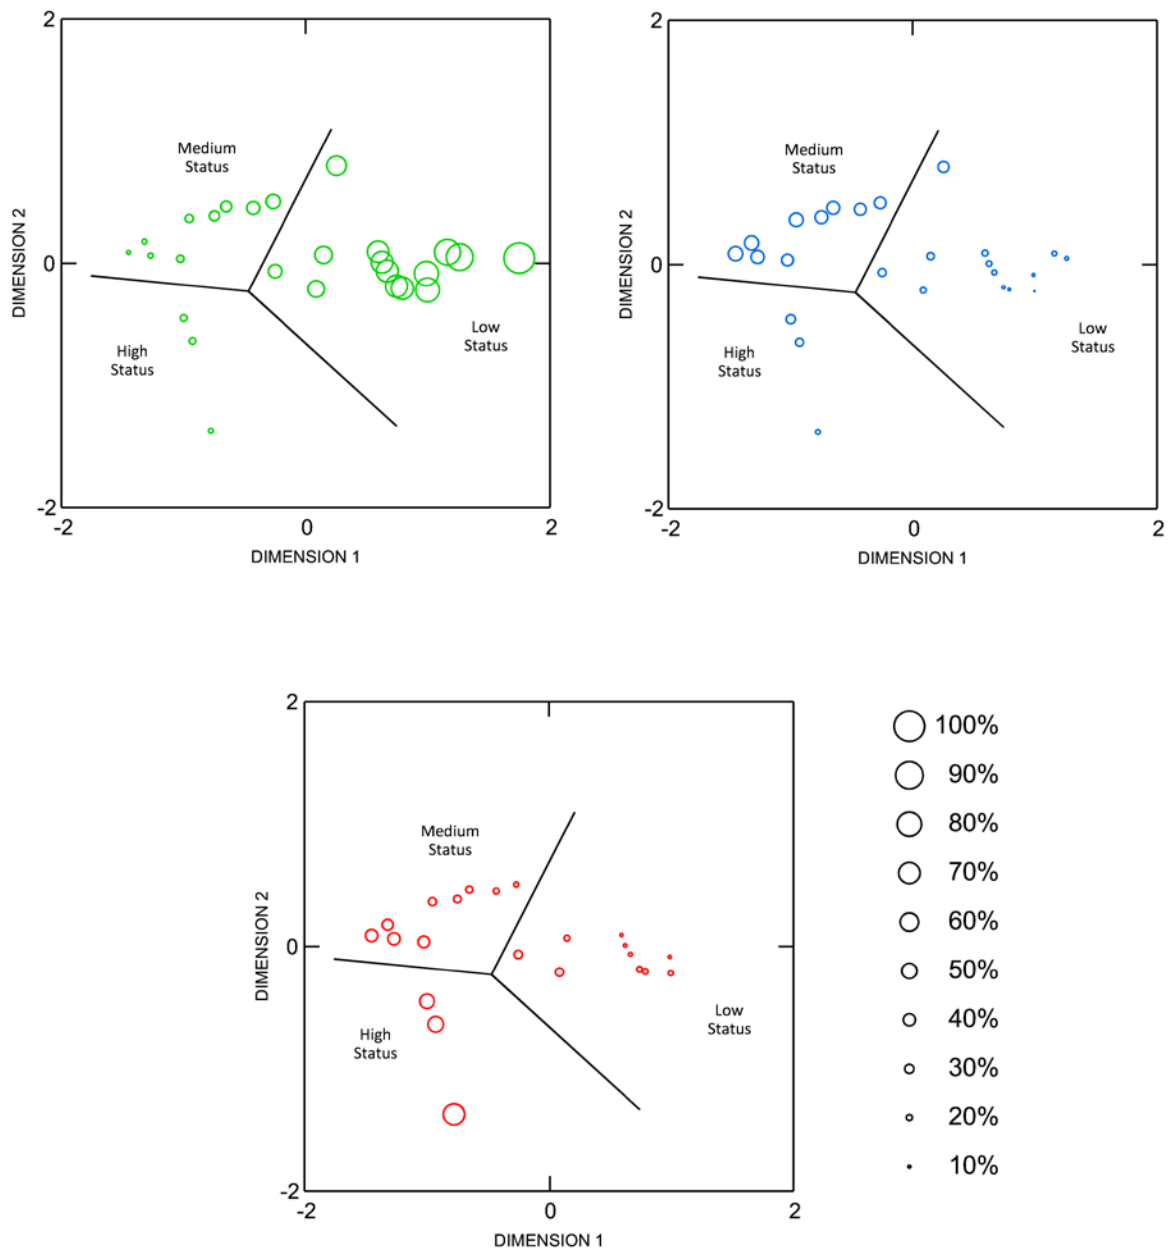 2
Medium
Status
DIMENSION 2
0
High
Status
Low
Status
-2
-2
0
2
DIMENSION 1
2
Medium
Status
DIMENSION 2
0
High
Status
Low
Status
-2
-2
0
2
DIMENSION 1
2
Medium
Status
DIMENSION 2
0
High
Status
Low
Status
-2
-2
0
2
DIMENSION 1
100%
90%
80%
70%
60%
50%
40%
30%
20%
10%